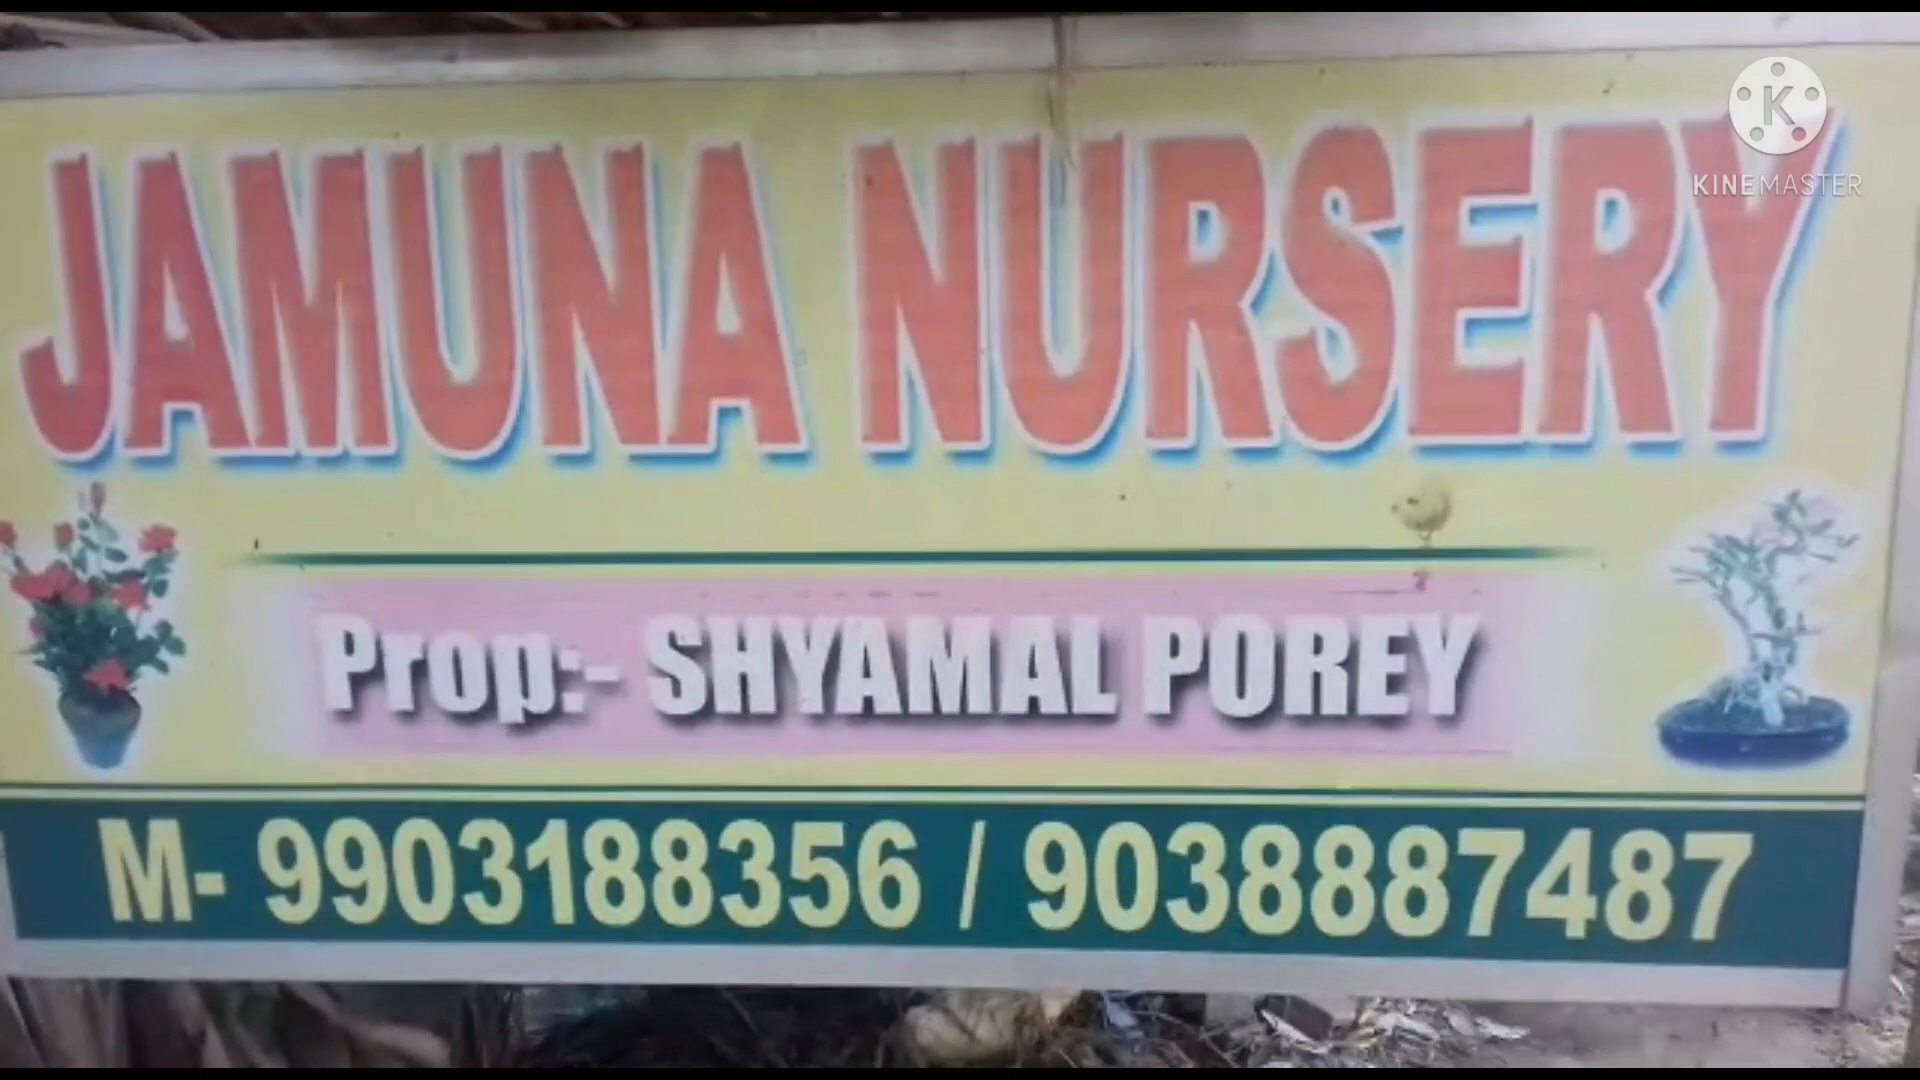 JAMUNA NURSERY
K
KINEMASTER
Prop:- SHYAMAL POREY
M- 9903188356 / 9038887487